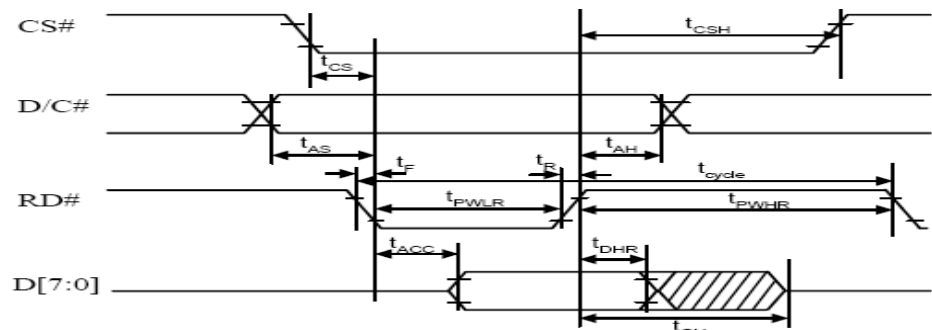 CS#
tCSH
tCS
D/C#
tAS
tF
tR
tAH
tcycle
RD#
tPWLR
tPWHR
tACC
tDHR
D[7:0]